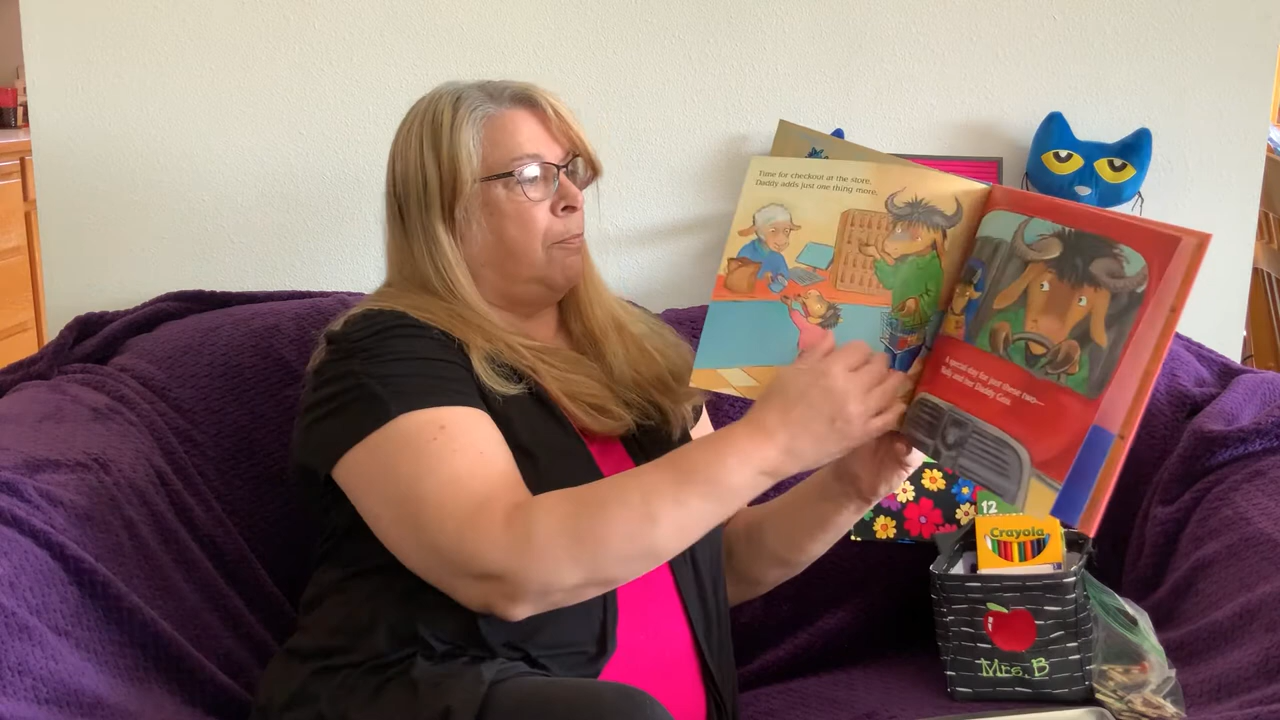 Time for checkout at the store,
Daddy adds just one thing more,
A special day for just these two—
Nuly and her Daddy Gnu.
12
Crayola
Mrs. B